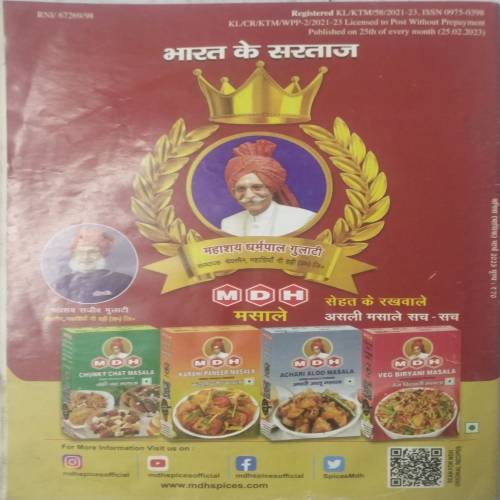 RNI/ 67269/98
Registered KL/KTM/58/2021-23, ISSN 0975-0398
KL/CR/KTM/WPP-2/2021-23 Licensed to Post Without Prepayment
Published on 25th of every month (25.02.2023)
भारत के सरताज
महाशय धर्मपाल गुलाटी
MDH
मसाले
सेहत के रखवाले
असली मसाले सच - सच
महाशय राजीव गुलाटी
MDH
CHUNKY CHAT MASALA
MDH
KARHI PANEER MASALA
MDH
ACHARI ALOO MASALA
MDH
VEG BIRYANI MASALA
For More Information Visit us on :
mdhspicesofficial
mdhspicesofficial
mdhspicesofficial
SpicesMdh
www.mdhspices.com